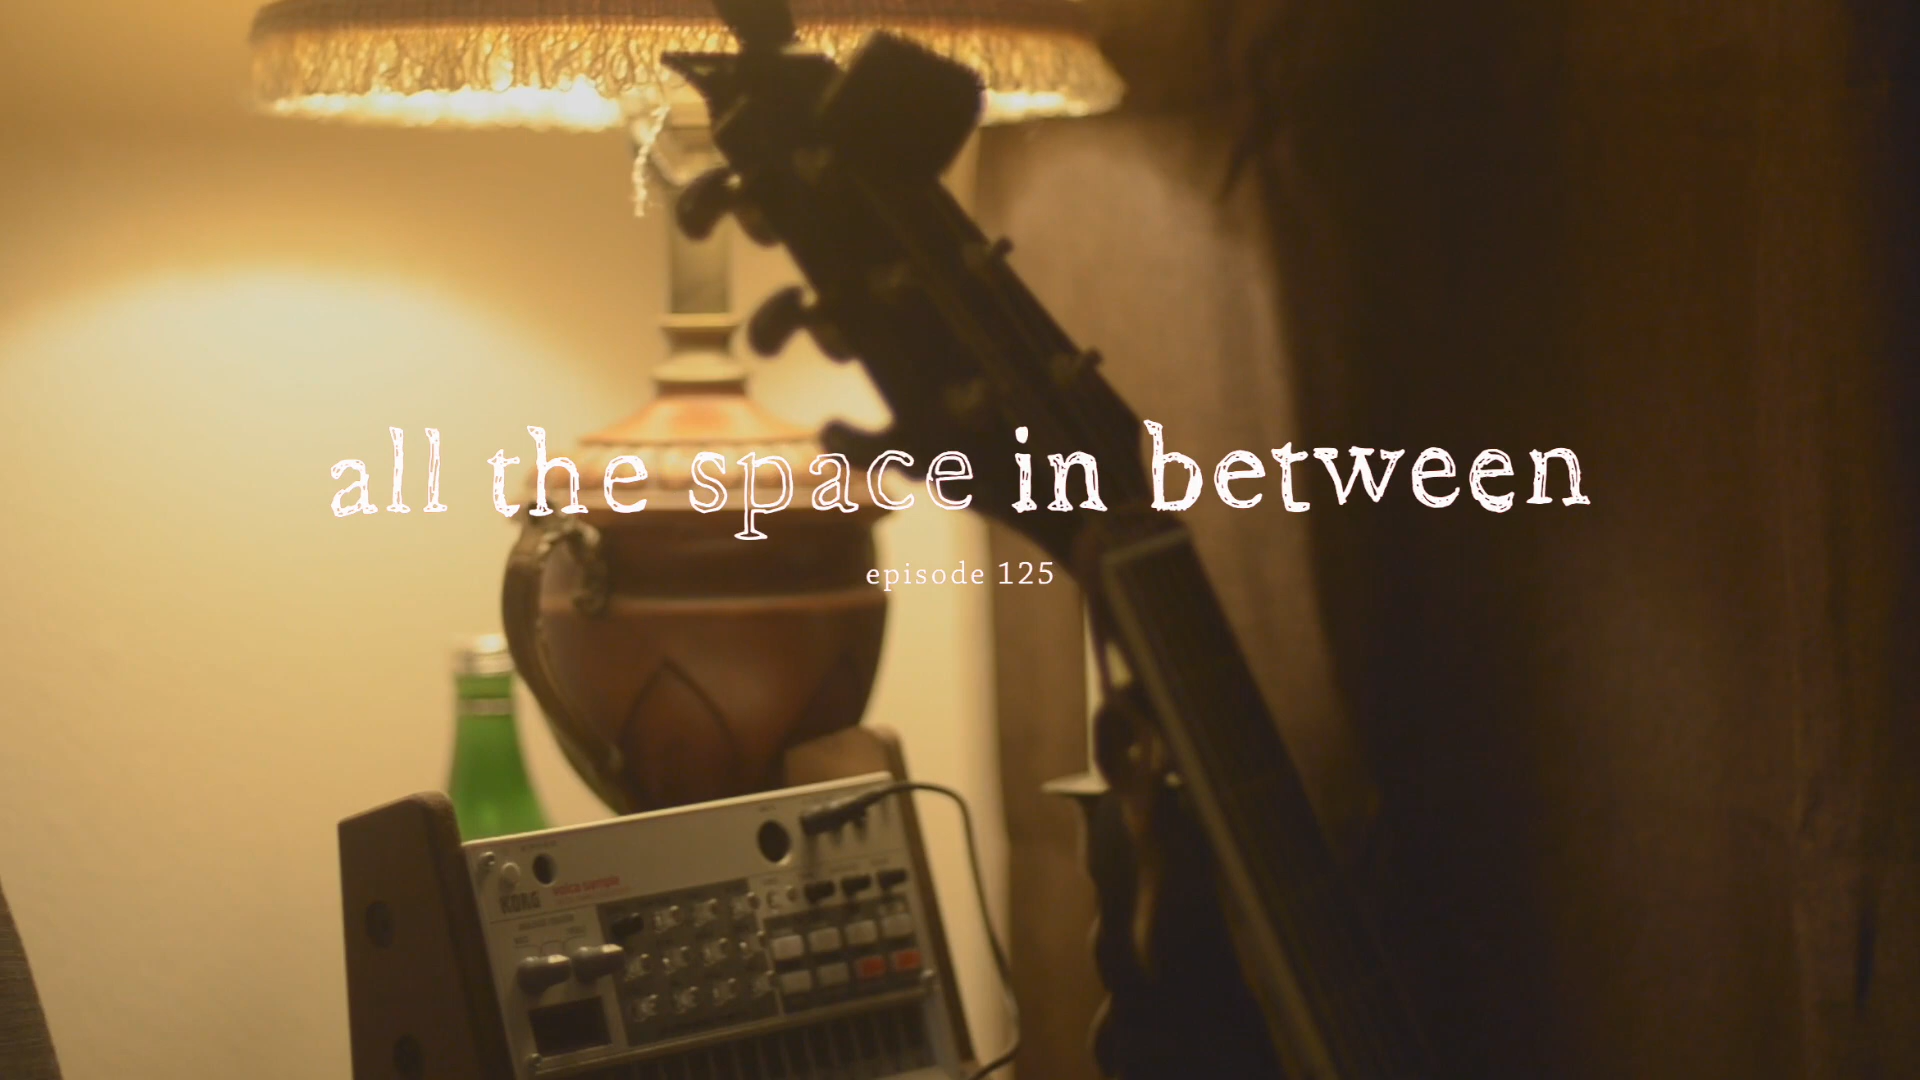 all the space in between
episode 125
KORG
volca sample